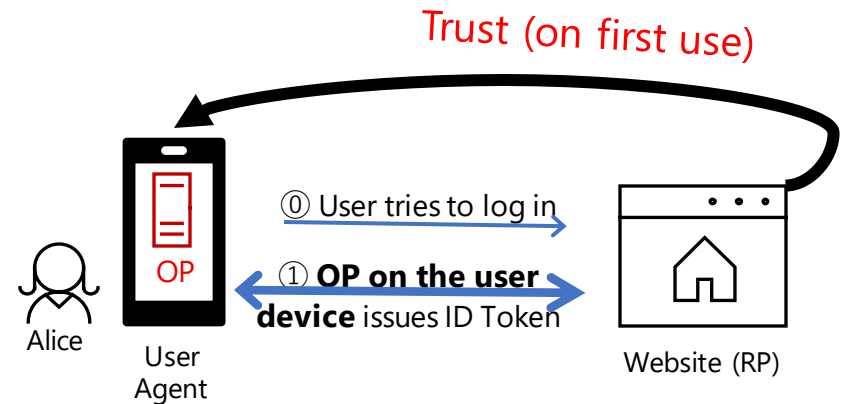 Trust (on first use)
⓪ User tries to log in
OP
① OP on the user
device issues ID Token
Alice
User
Agent
Website (RP)